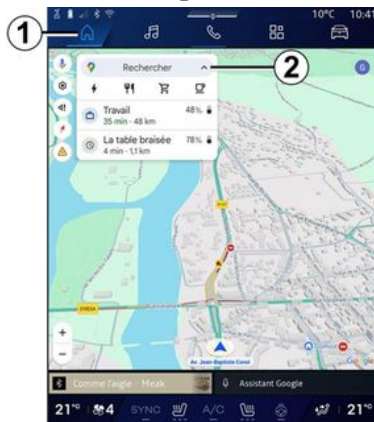 10°C 10:41
1
2
Rechercher
G
Travail
48%
35 min · 48 km
La table braisée
78%
4 min · 1,1 km
+
−
Av. Jean-Baptiste Canot
Google
Comme l'aigle - Meak
Assistant Google
21°C 4 SYNC A/C 21°C